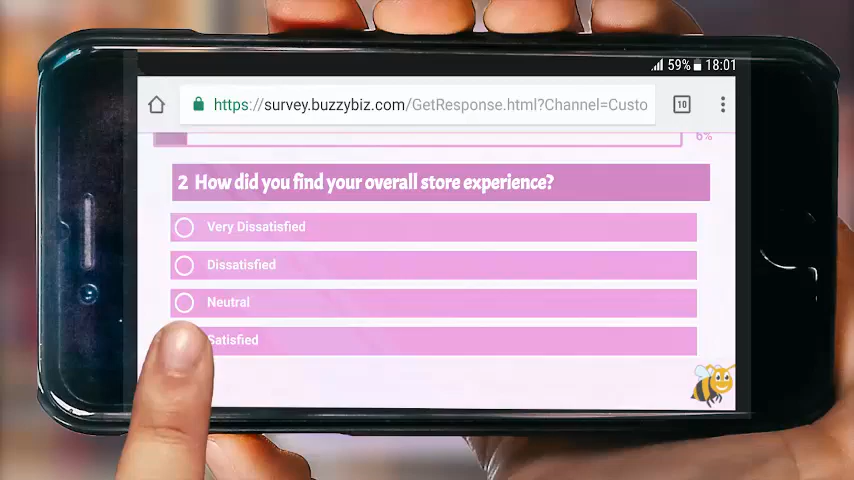 59% 18:01
https://survey.buzzybiz.com/GetResponse.html?Channel=Custo
10
6%
2 How did you find your overall store experience?
Very Dissatisfied
Dissatisfied
Neutral
Satisfied